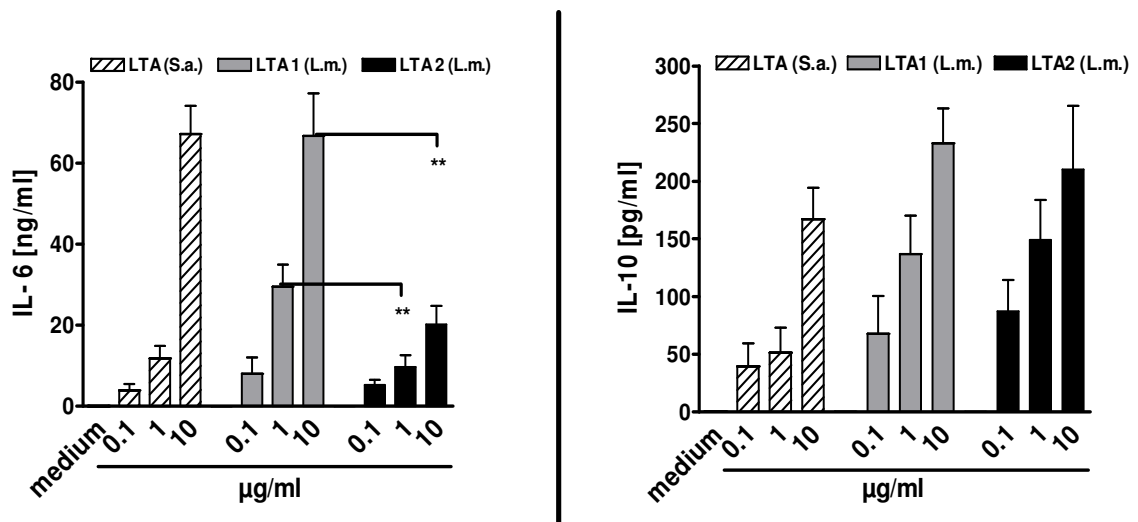 LTA (S.a.) LTA 1 (L.m.) LTA 2 (L.m.)
80
60
40
20
0
IL- 6 [ng/ml]
**
**
medium 0.1 1 10 0.1 1 10 0.1 1 10
µg/ml
LTA (S.a.) LTA1 (L.m.) LTA2 (L.m.)
300
250
200
150
100
50
0
IL-10 [pg/ml]
medium 0.1 1 10 0.1 1 10 0.1 1 10
µg/ml